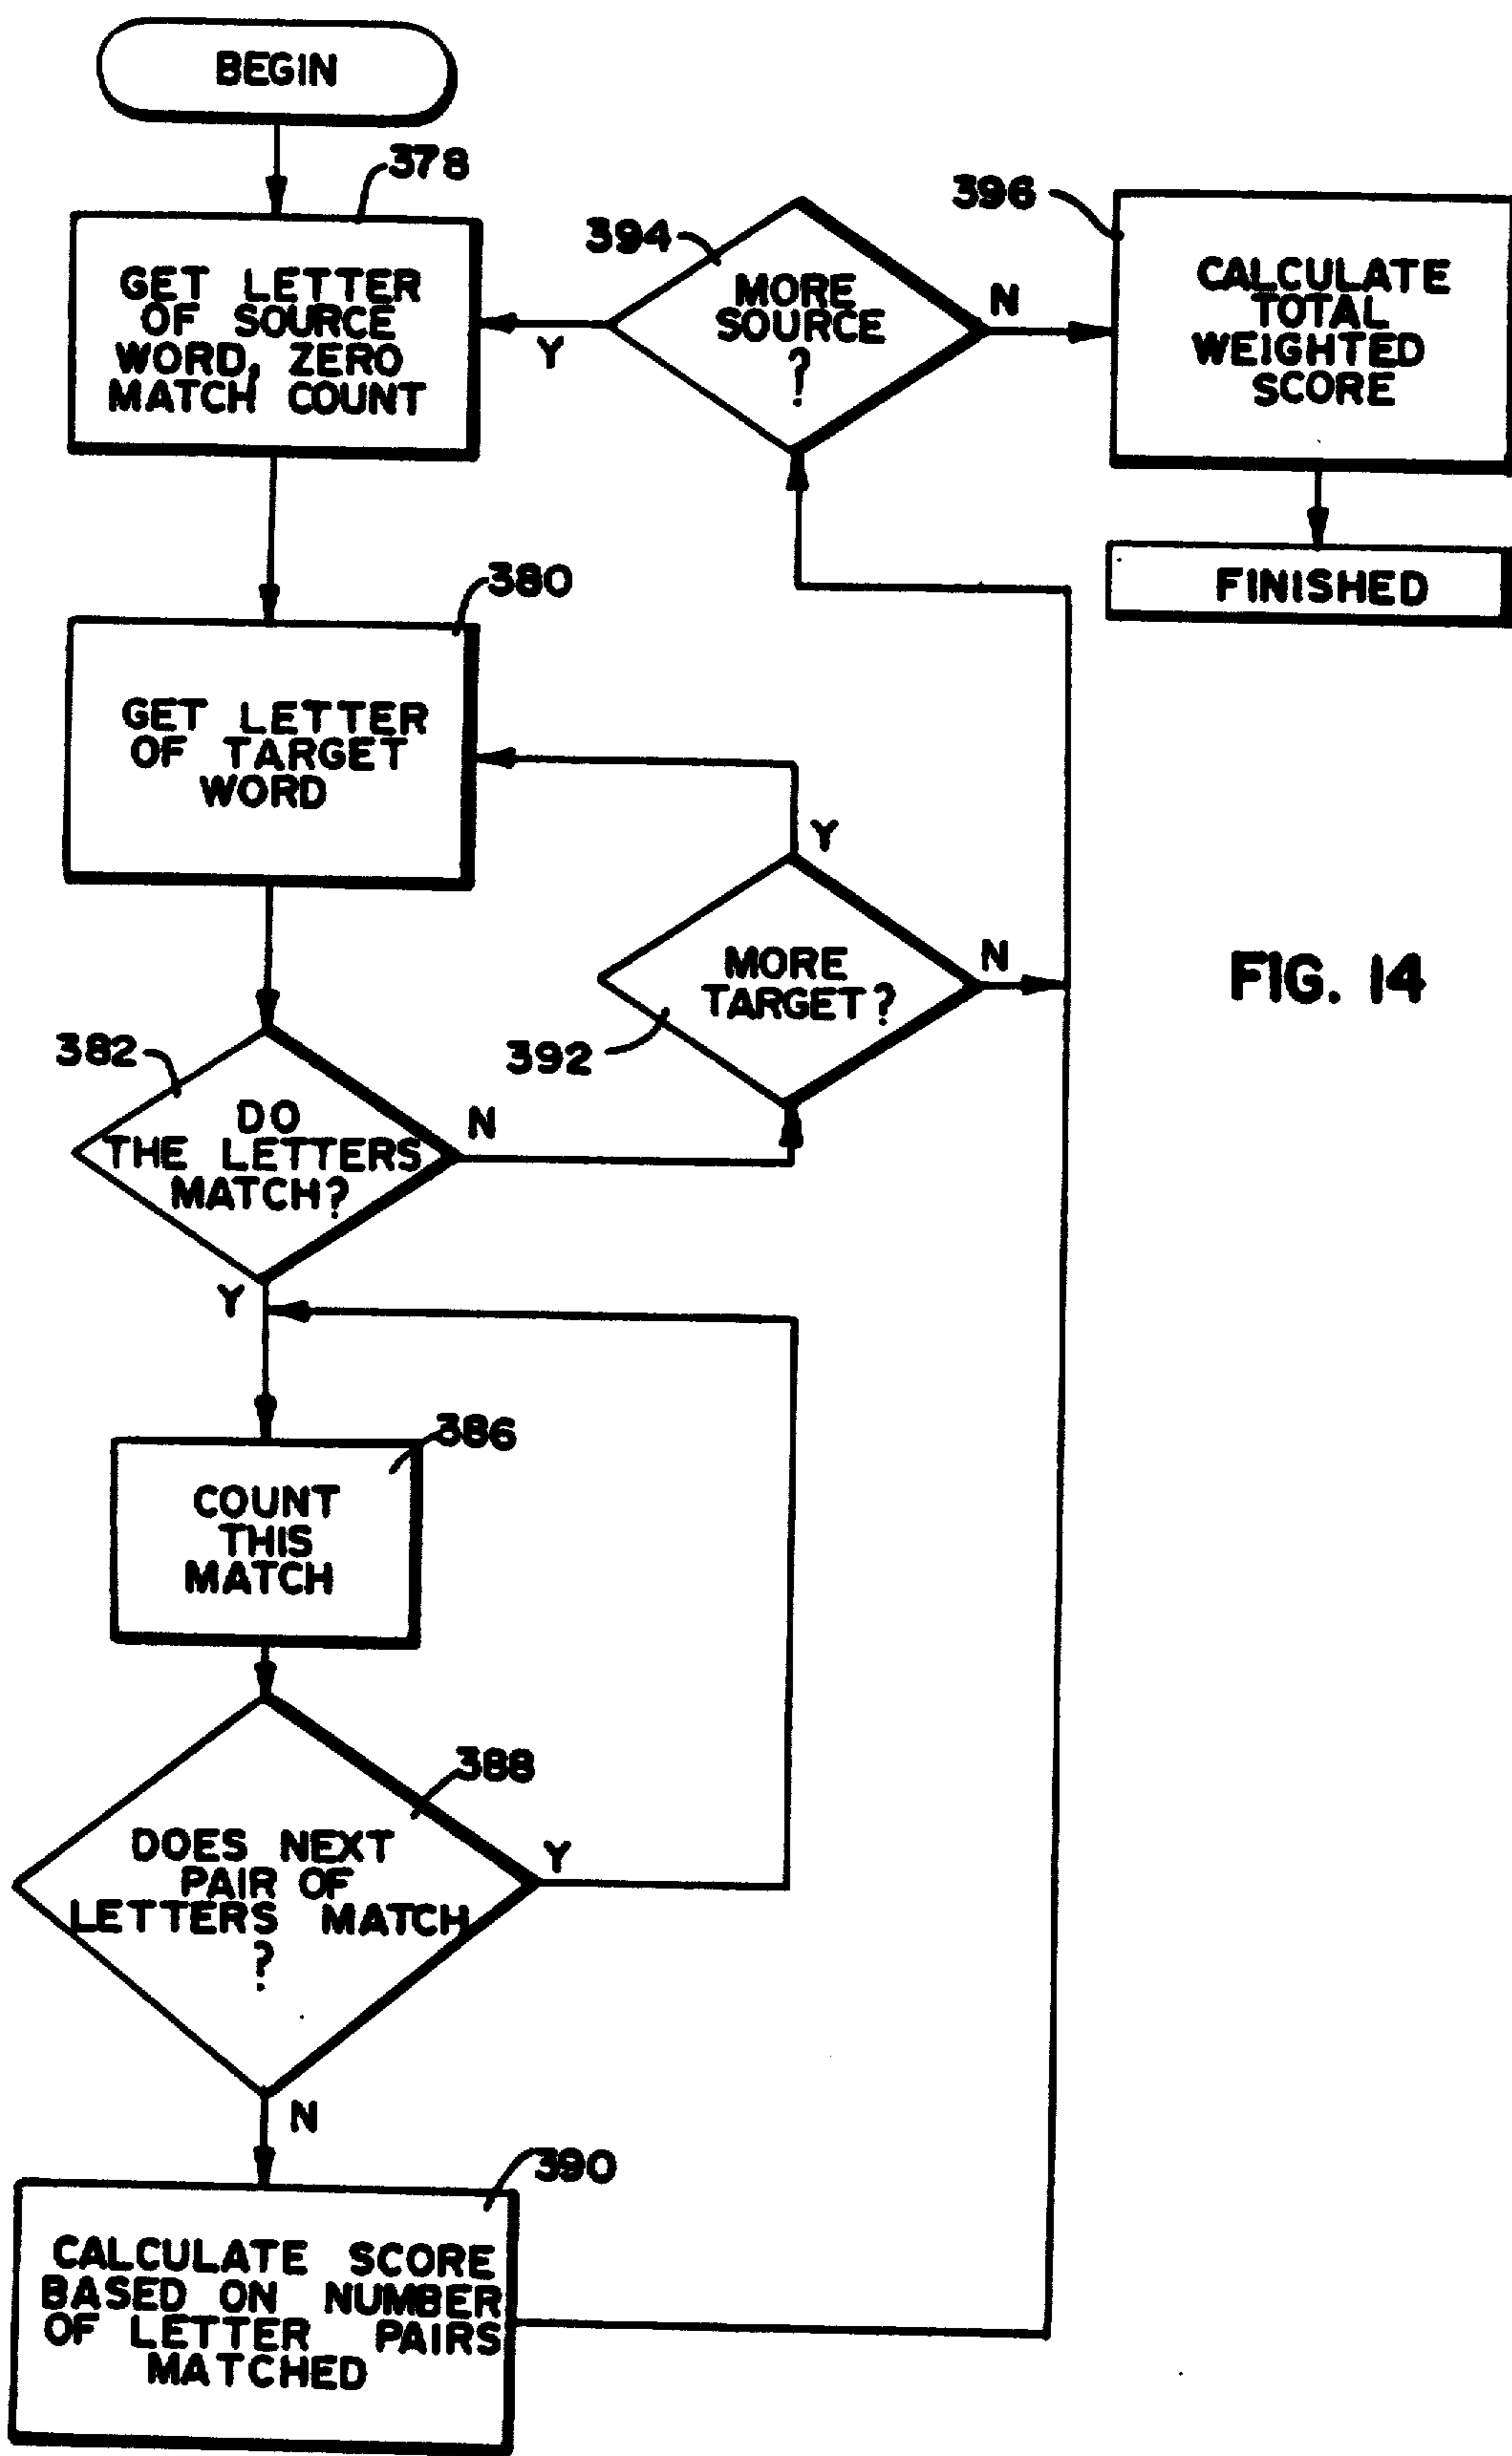 BEGIN
378
GET LETTER
OF SOURCE
WORD, ZERO
MATCH COUNT
394
MORE
SOURCE
?
Y
N
396
CALCULATE
TOTAL
WEIGHTED
SCORE
FINISHED
380
GET LETTER
OF TARGET
WORD
Y
MORE
TARGET?
N
392
FIG. 14
382
DO
THE LETTERS
MATCH?
N
Y
386
COUNT
THIS
MATCH
388
DOES NEXT
PAIR OF
LETTERS MATCH
?
Y
N
390
CALCULATE SCORE
BASED ON NUMBER
OF LETTER PAIRS
MATCHED